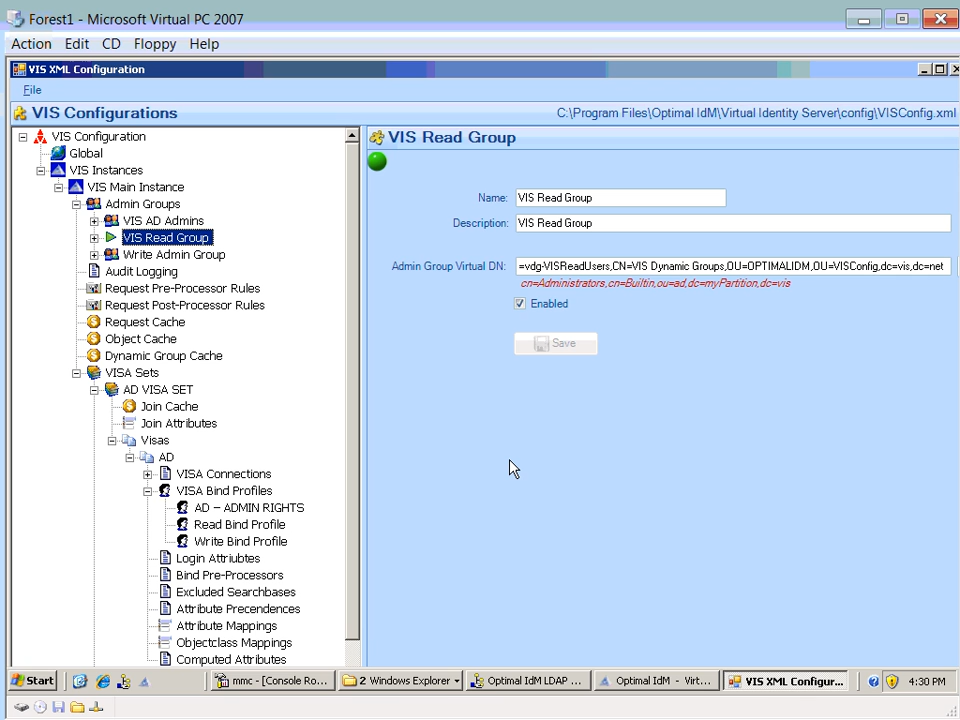 Forest1 - Microsoft Virtual PC 2007
Action Edit CD Floppy Help
VIS XML Configuration
File
VIS Configurations
C:\Program Files\Optimal IdM\Virtual Identity Server\config\VISConfig.xml
VIS Configuration
Global
VIS Instances
VIS Main Instance
Admin Groups
VIS AD Admins
VIS Read Group
Write Admin Group
Audit Logging
Request Pre-Processor Rules
Request Post-Processor Rules
Request Cache
Object Cache
Dynamic Group Cache
VISA Sets
AD VISA SET
Join Cache
Join Attributes
Visas
AD
VISA Connections
VISA Bind Profiles
AD – ADMIN RIGHTS
Read Bind Profile
Write Bind Profile
Login Attriubtes
Bind Pre-Processors
Excluded Searchbases
Attribute Precendences
Attribute Mappings
Objectclass Mappings
Computed Attributes
VIS Read Group
Name: VIS Read Group
Description: VIS Read Group
Admin Group Virtual DN: =vdg-VISReadUsers,CN=VIS Dynamic Groups,OU=OPTIMALIDM,OU=VISConfig,dc=vis,dc=net
cn=Administrators,cn=Builtin,ou=ad,dc=myPartition,dc=vis
Enabled
Save
Start mmc - [Console Ro... 2 Windows Explorer Optimal IdM LDAP ... Optimal IdM - Virt... VIS XML Configur... 4:30 PM